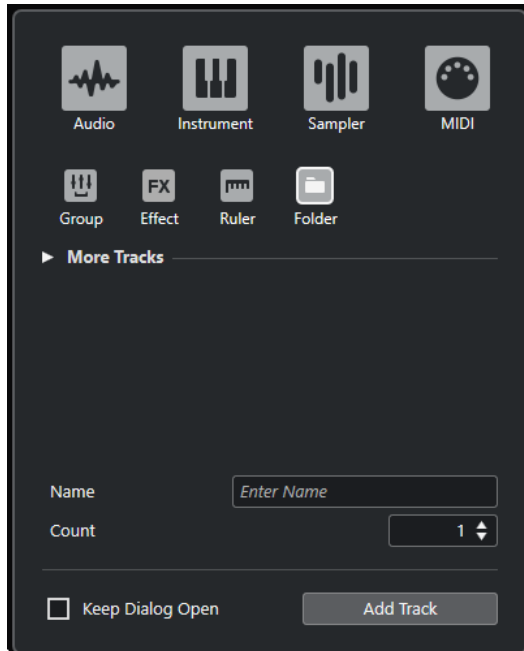 Audio Instrument Sampler MIDI
FX
Group Effect Ruler Folder
More Tracks
Name Enter Name
Count 1
Keep Dialog Open Add Track